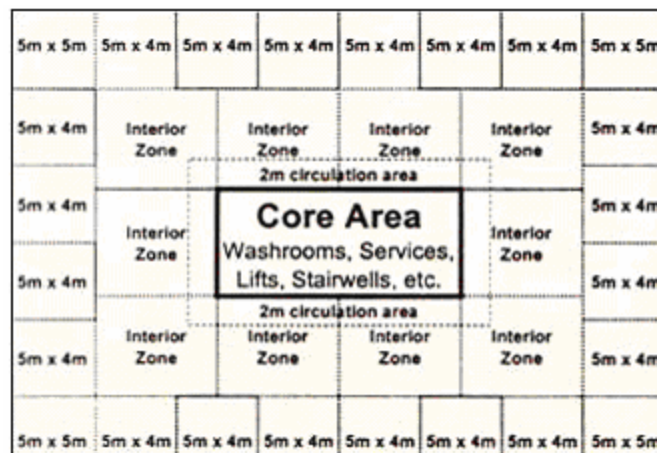 5m x 5m 5m x 4m 5m x 4m 5m x 4m 5m x 4m 5m x 4m 5m x 4m 5m x 5m
5m x 4m Interior Zone Interior Zone Interior Zone Interior Zone 5m x 4m
2m circulation area
5m x 4m 5m x 4m
Core Area
Interior Zone Washrooms, Services, Interior Zone
Lifts, Stairwells, etc.
5m x 4m 5m x 4m
2m circulation area
5m x 4m Interior Zone Interior Zone Interior Zone Interior Zone 5m x 4m
5m x 5m 5m x 4m 5m x 4m 5m x 4m 5m x 4m 5m x 4m 5m x 4m 5m x 5m